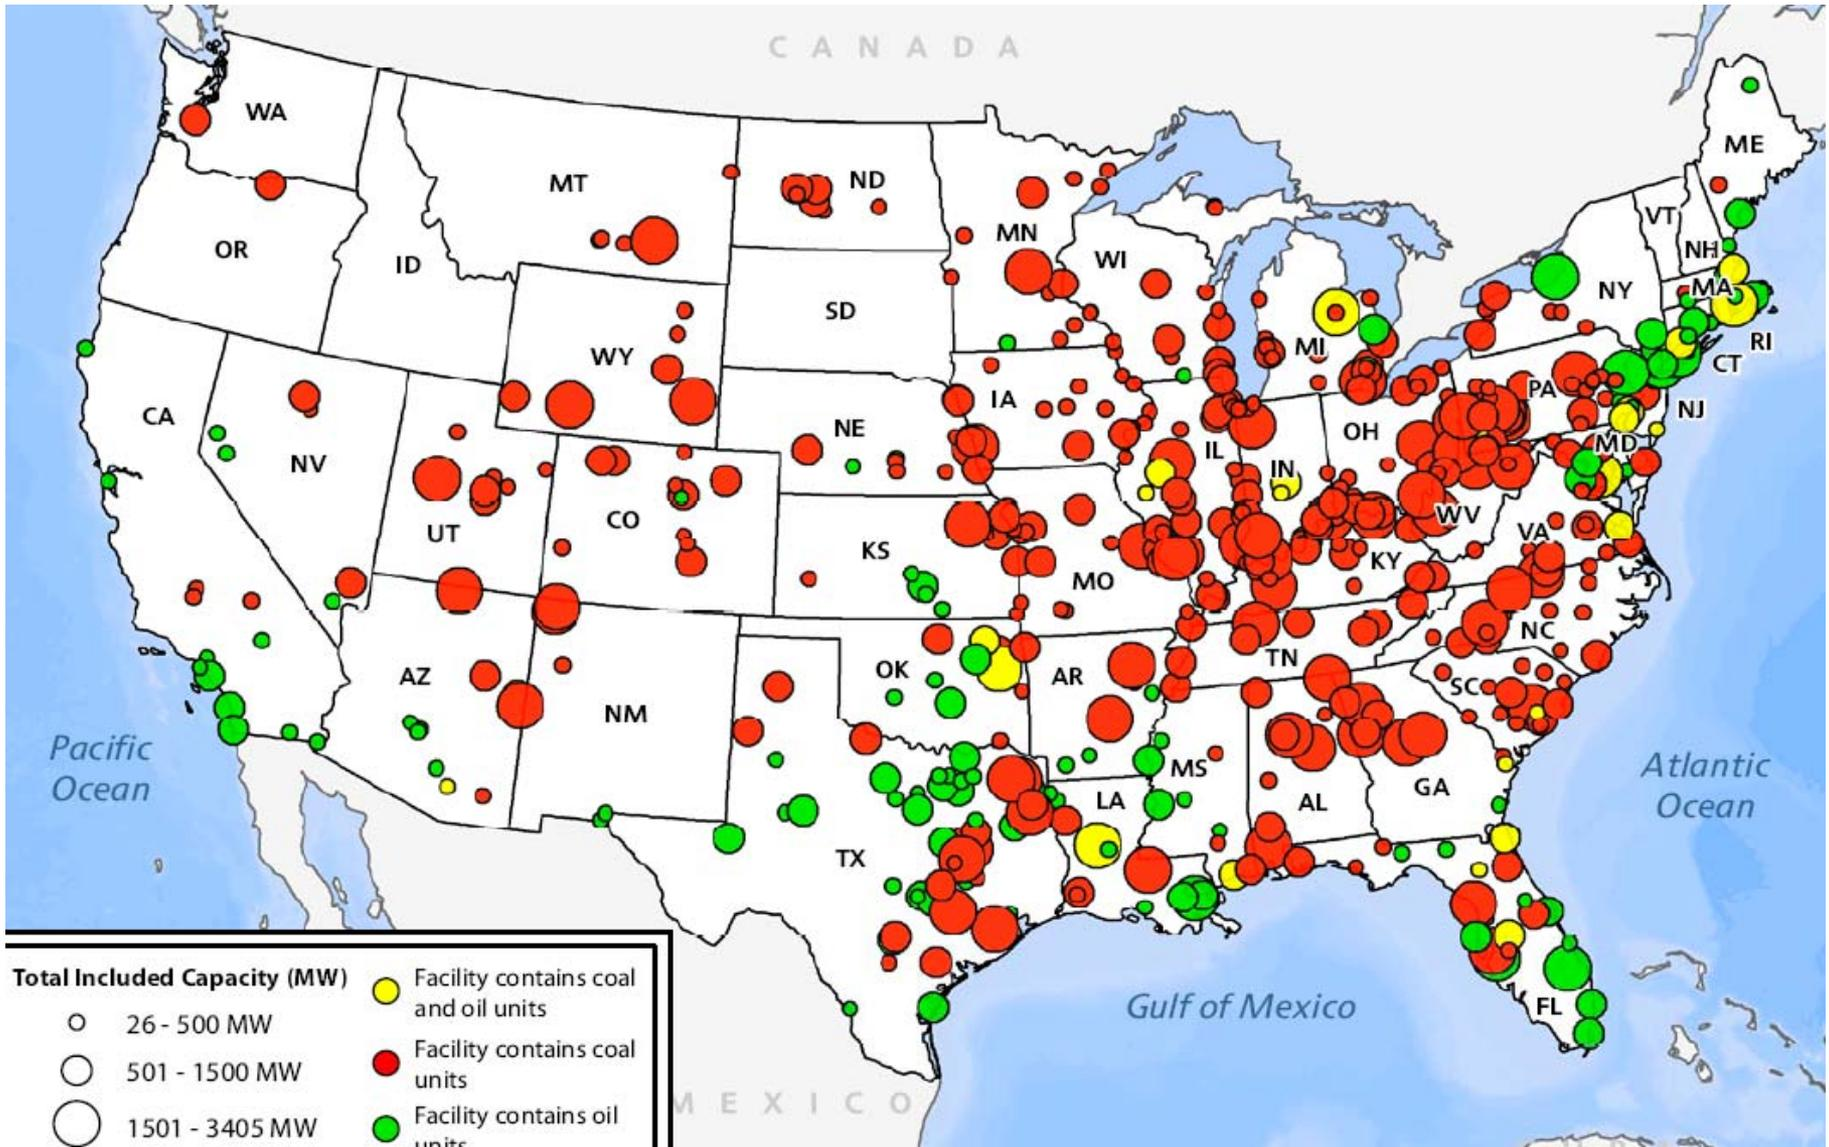 CANADA
WA
ME
MT
ND
VT
MN
OR
NH
WI
ID
NY
MA
SD
MI
RI
WY
CT
PA
IA
NJ
CA
NE
OH
MD
IL
NV
IN
WV
CO
UT
VA
KS
KY
MO
NC
TN
OK
AR
AZ
SC
NM
Pacific
Ocean
Atlantic
Ocean
MS
GA
LA
AL
TX
FL
Gulf of Mexico
MEXICO
Total Included Capacity (MW)
26 - 500 MW
501 - 1500 MW
1501 - 3405 MW
Facility contains coal
and oil units
Facility contains coal
units
Facility contains oil
units